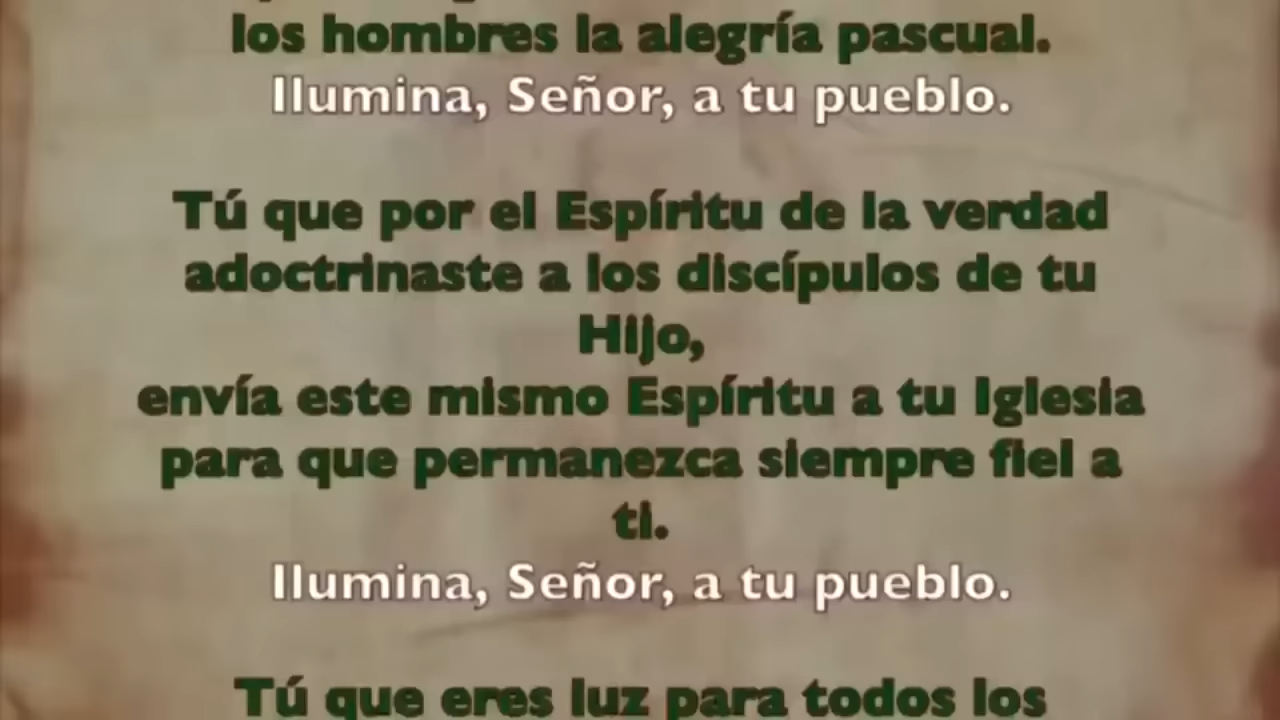 los hombres la alegría pascual.
Ilumina, Señor, a tu pueblo.
Tú que por el Espíritu de la verdad
adoctrinaste a los discípulos de tu
Hijo,
envía este mismo Espíritu a tu Iglesia
para que permanezca siempre fiel a
ti.
Ilumina, Señor, a tu pueblo.
Tú que eres luz para todos los